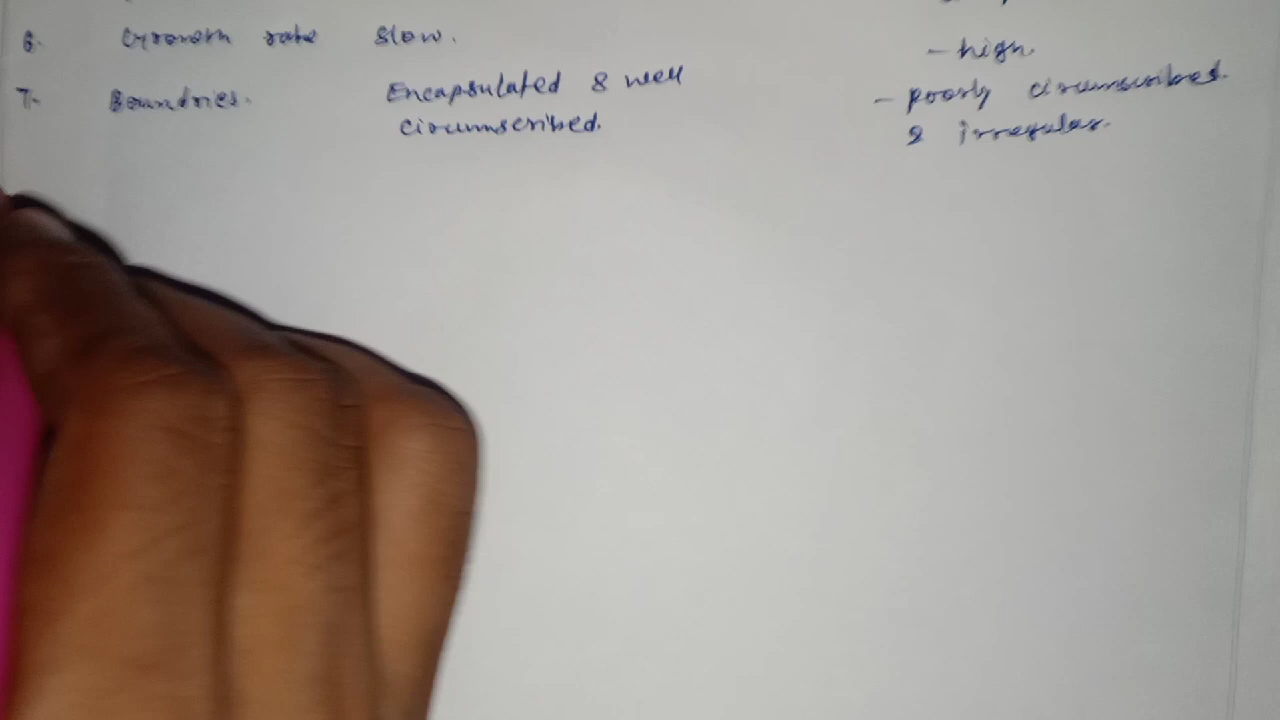 6. Growth rate slow. - high.
7. Boundries. Encapsulated & well - poorly circumscribed
circumscribed. & irregular.